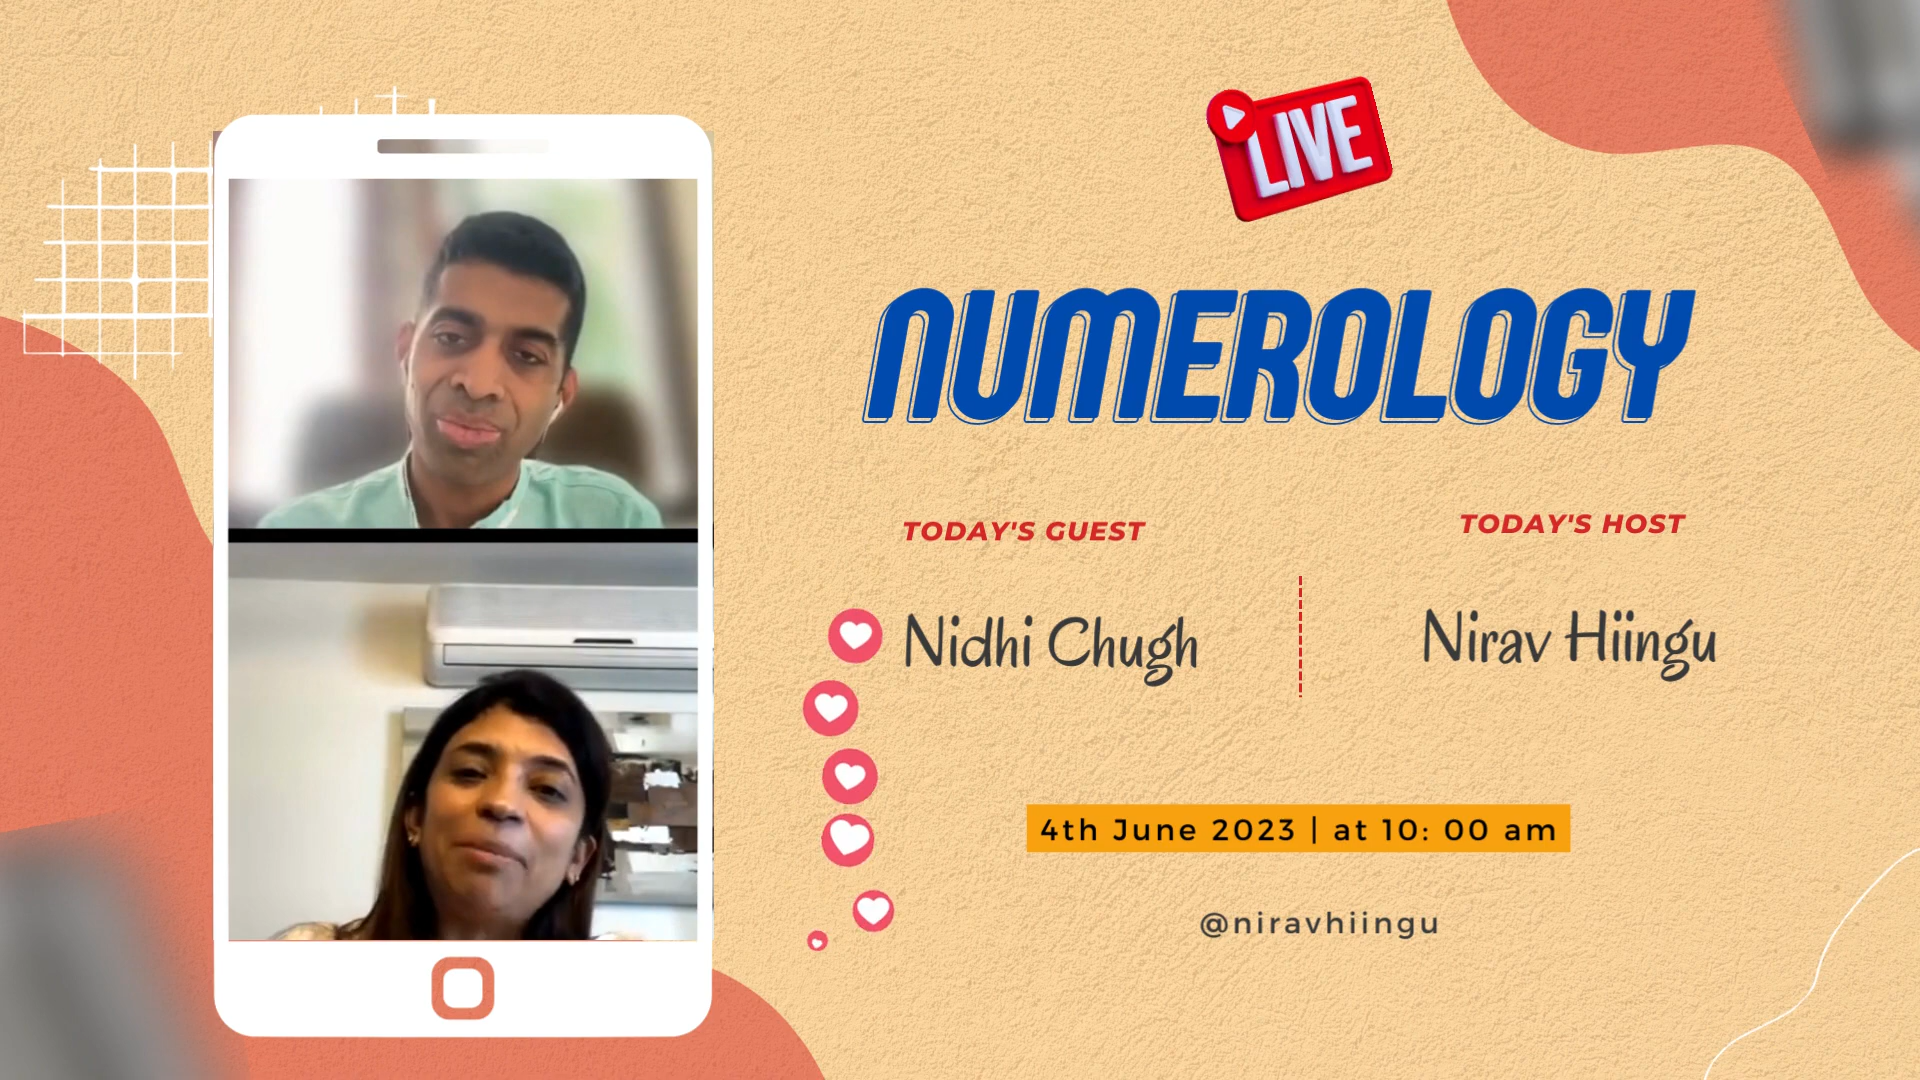 LIVE
NUMEROLOGY
TODAY'S GUEST
Nidhi Chugh
TODAY'S HOST
Nirav Hiingu
4th June 2023 | at 10: 00 am
@niravhiingu